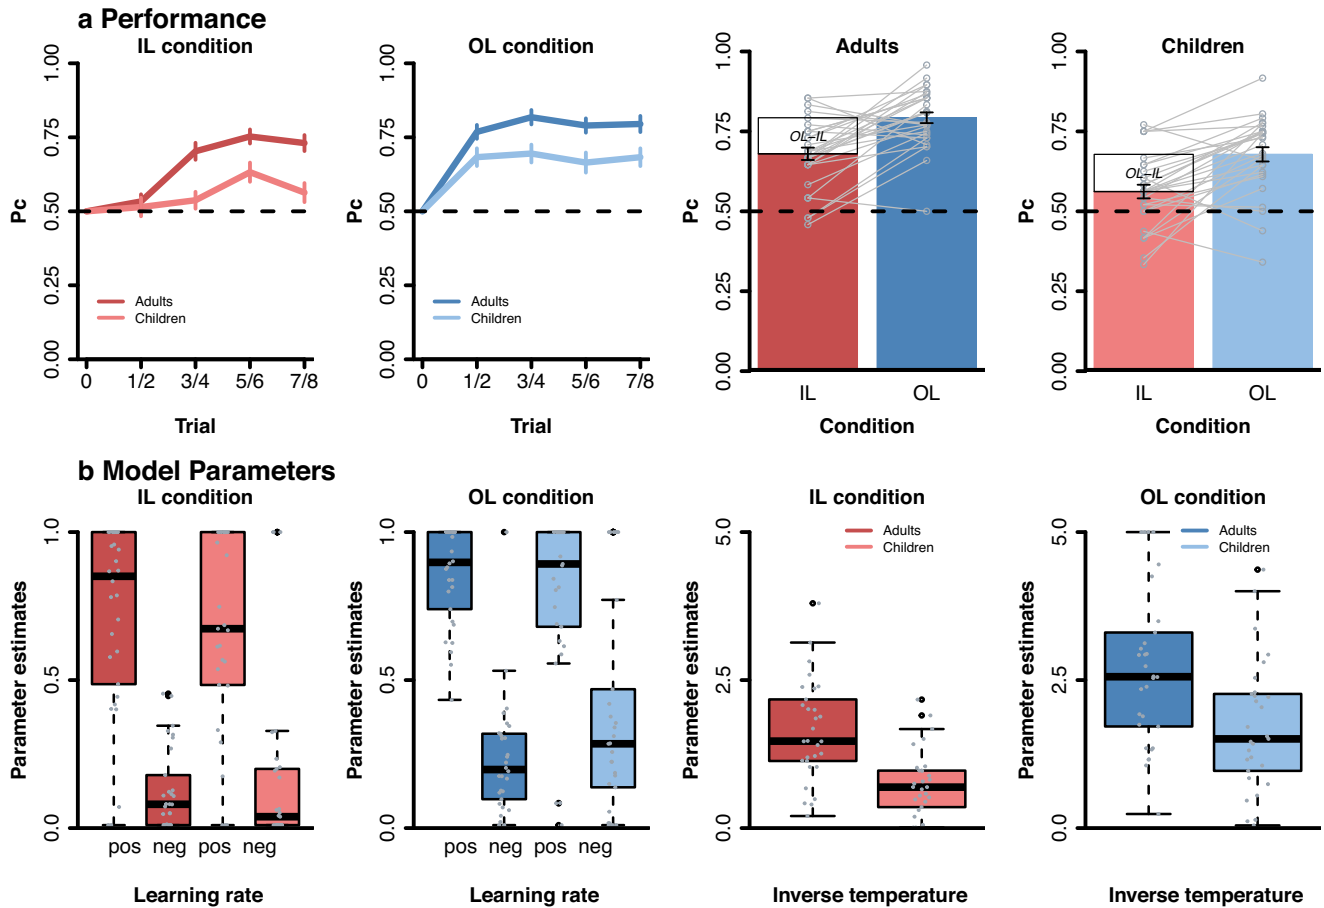 a Performance
IL condition
1.00
0.75
0.50
0.25
0.00
Pc
Adults
Children
0
1/2
3/4
5/6
7/8
Trial
OL condition
1.00
0.75
0.50
0.25
0.00
Pc
Adults
Children
0
1/2
3/4
5/6
7/8
Trial
Adults
1.00
0.75
0.50
0.25
0.00
Pc
OL-IL
IL
OL
Condition
Children
1.00
0.75
0.50
0.25
0.00
Pc
OL-IL
IL
OL
Condition
b Model Parameters
IL condition
1.0
0.5
0.0
Parameter estimates
pos
neg
pos
neg
Learning rate
OL condition
1.0
0.5
0.0
Parameter estimates
pos
neg
pos
neg
Learning rate
IL condition
5.0
2.5
0.0
Parameter estimates
Adults
Children
Inverse temperature
OL condition
5.0
2.5
0.0
Parameter estimates
Adults
Children
Inverse temperature